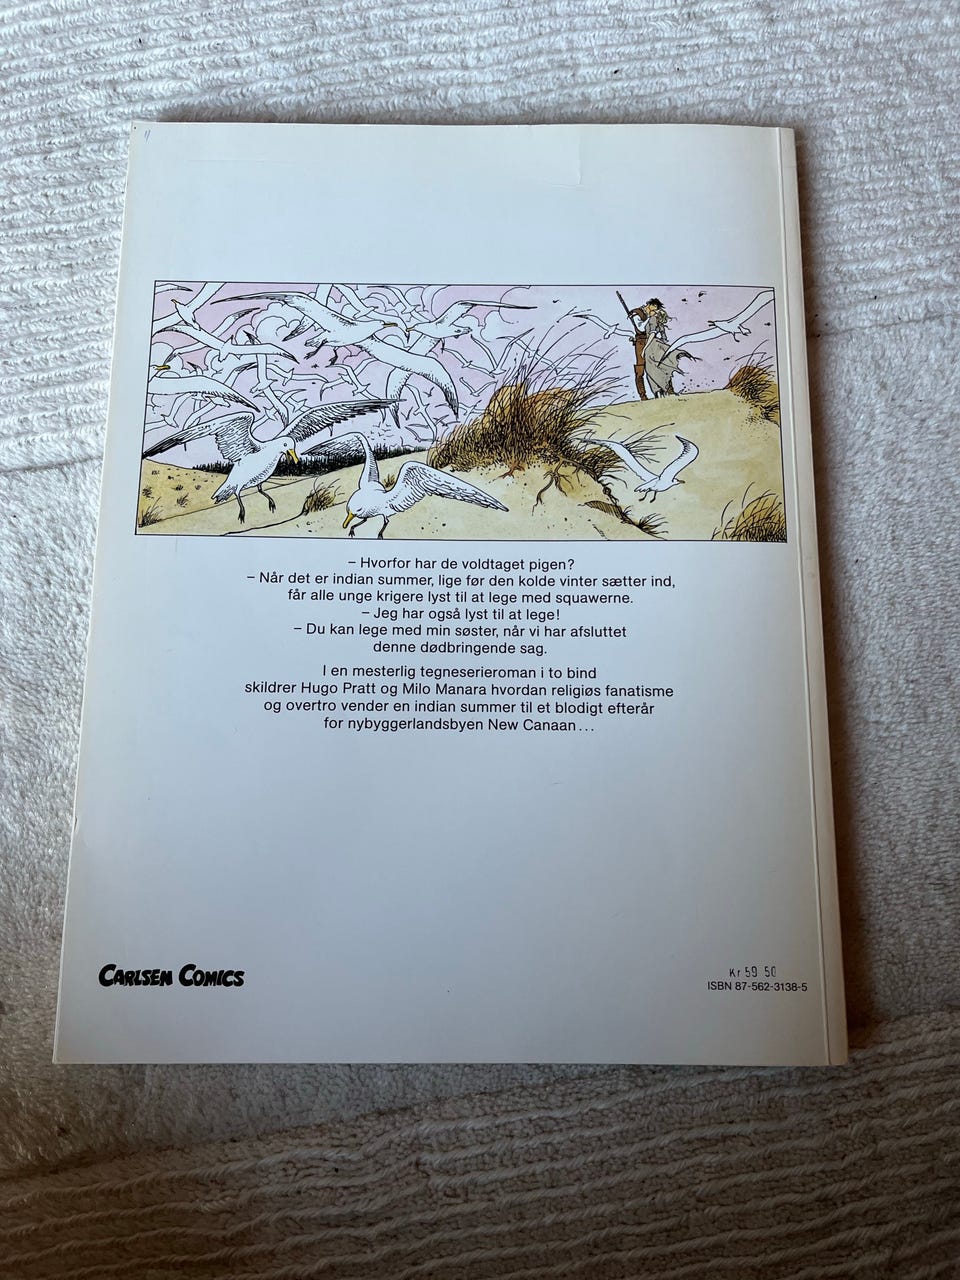 – Hvorfor har de voldtaget pigen?
– Når det er indian summer, lige før den kolde vinter sætter ind,
får alle unge krigere lyst til at lege med squawerne.
– Jeg har også lyst til at lege!
– Du kan lege med min søster, når vi har afsluttet
denne dødbringende sag.
I en mesterlig tegneserieroman i to bind
skildrer Hugo Pratt og Milo Manara hvordan religiøs fanatisme
og overtro vender en indian summer til et blodigt efterår
for nybyggerlandsbyen New Canaan...
CARLSEN COMICS
Kr 59 50
ISBN 87-562-3138-5